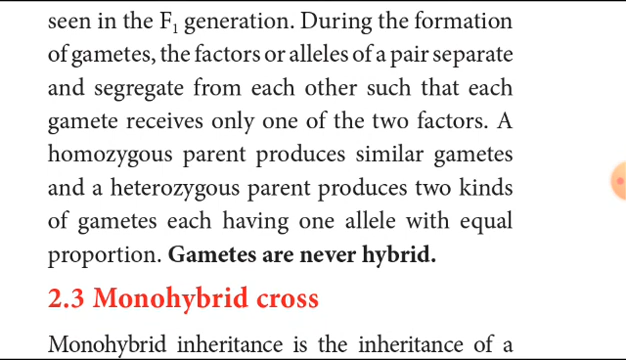 seen in the F1 generation. During the formation
of gametes, the factors or alleles of a pair separate
and segregate from each other such that each
gamete receives only one of the two factors. A
homozygous parent produces similar gametes
and a heterozygous parent produces two kinds
of gametes each having one allele with equal
proportion. Gametes are never hybrid.
2.3 Monohybrid cross
Monohybrid inheritance is the inheritance of a